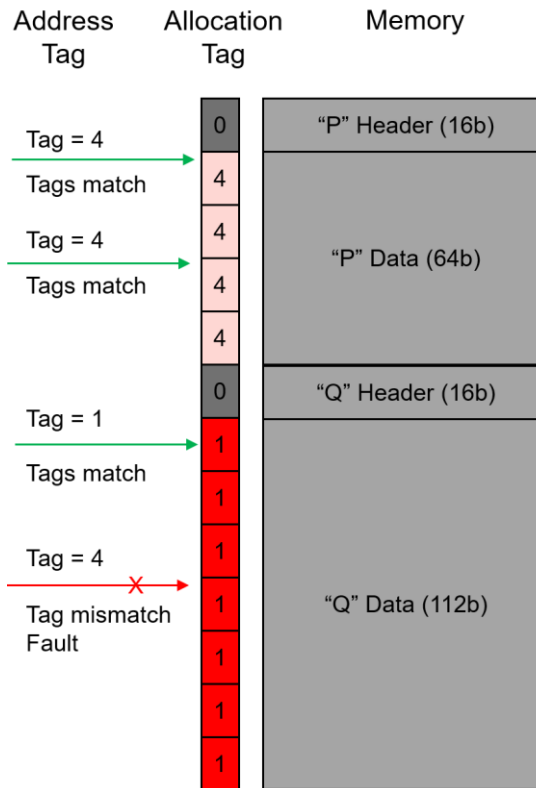 Address
Tag
Allocation
Tag
Memory
Tag = 4
Tags match
Tag = 4
Tags match
Tag = 1
Tags match
Tag = 4
X
Tag mismatch
Fault
0
4
4
4
4
0
1
1
1
1
1
1
1
“P” Header (16b)
“P” Data (64b)
“Q” Header (16b)
“Q” Data (112b)